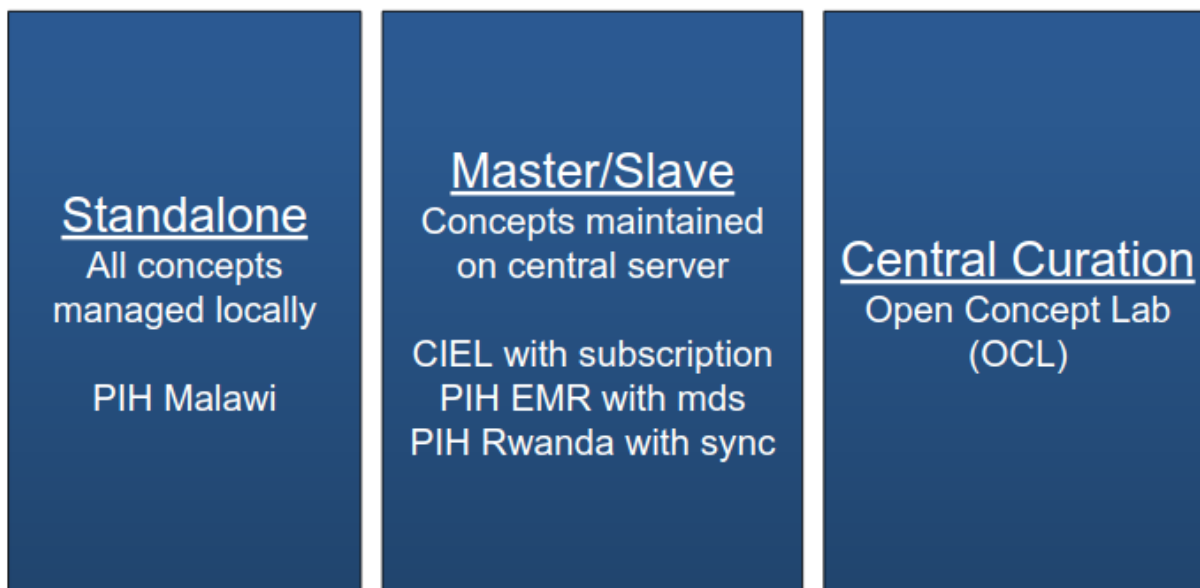 Standalone
All concepts
managed locally
PIH Malawi
Master/Slave
Concepts maintained
on central server
CIEL with subscription
PIH EMR with mds
PIH Rwanda with sync
Central Curation
Open Concept Lab
(OCL)